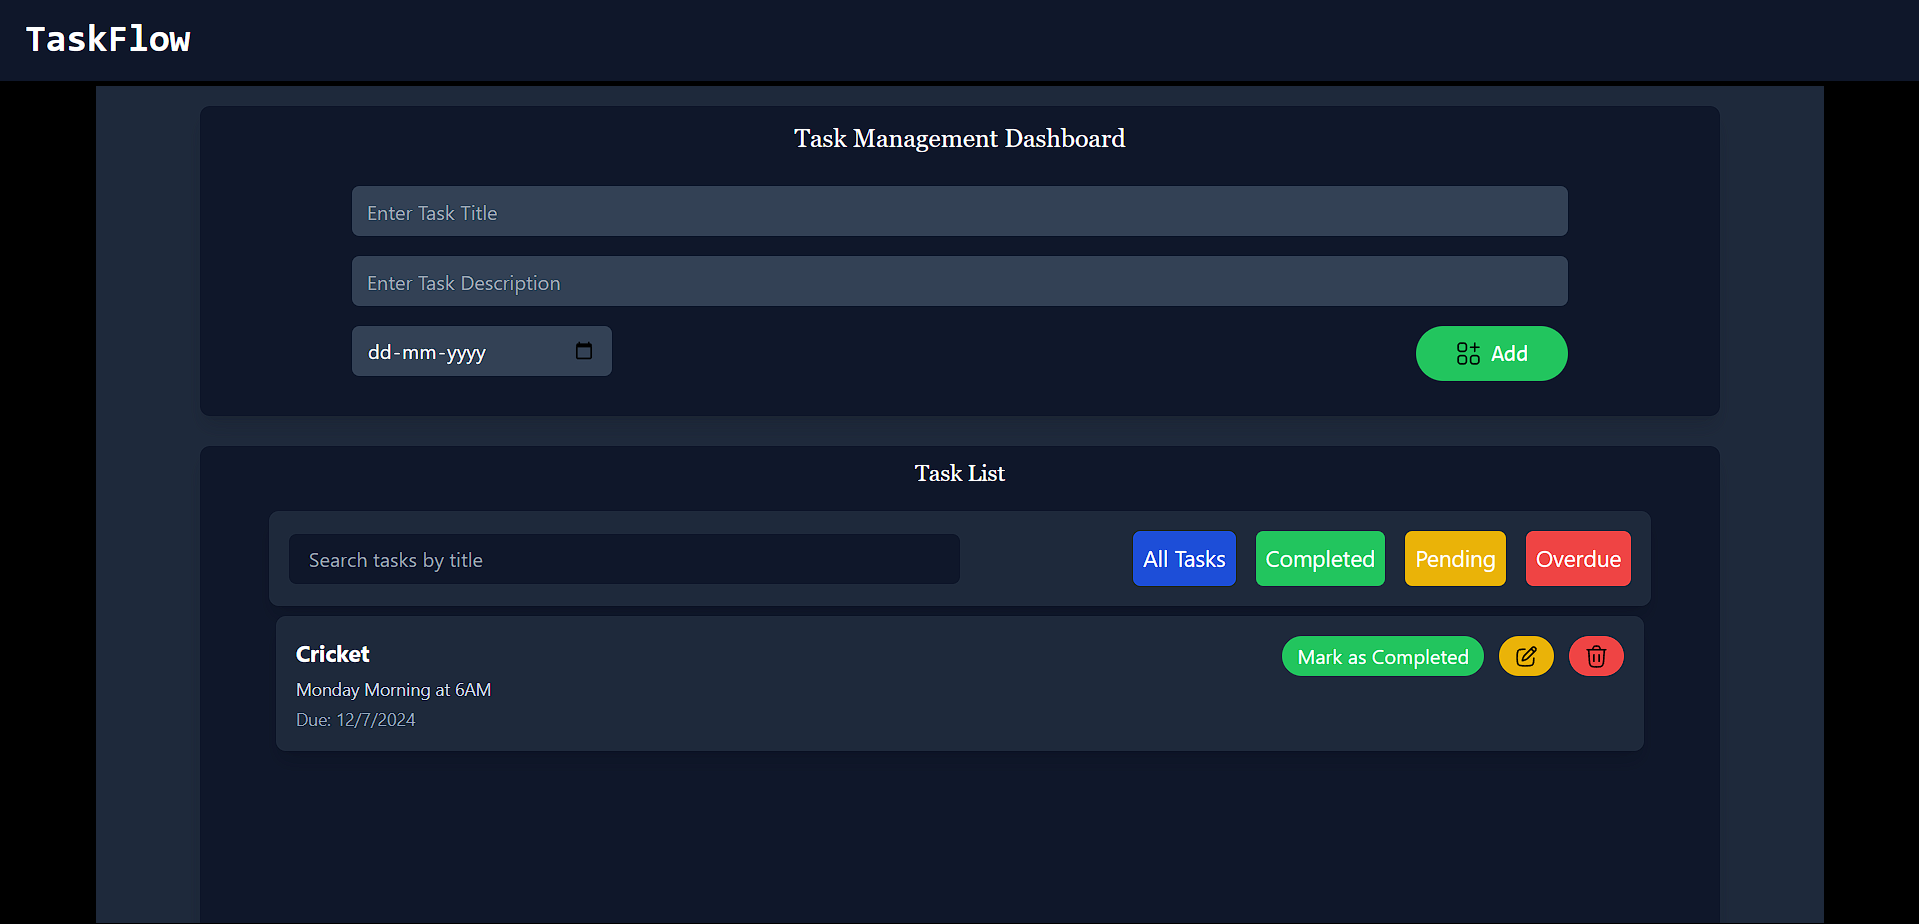 TaskFlow
Task Management Dashboard
Enter Task Title
Enter Task Description
dd-mm-yyyy
Add
Task List
Search tasks by title
All Tasks
Completed
Pending
Overdue
Cricket
Mark as Completed
Monday Morning at 6AM
Due: 12/7/2024